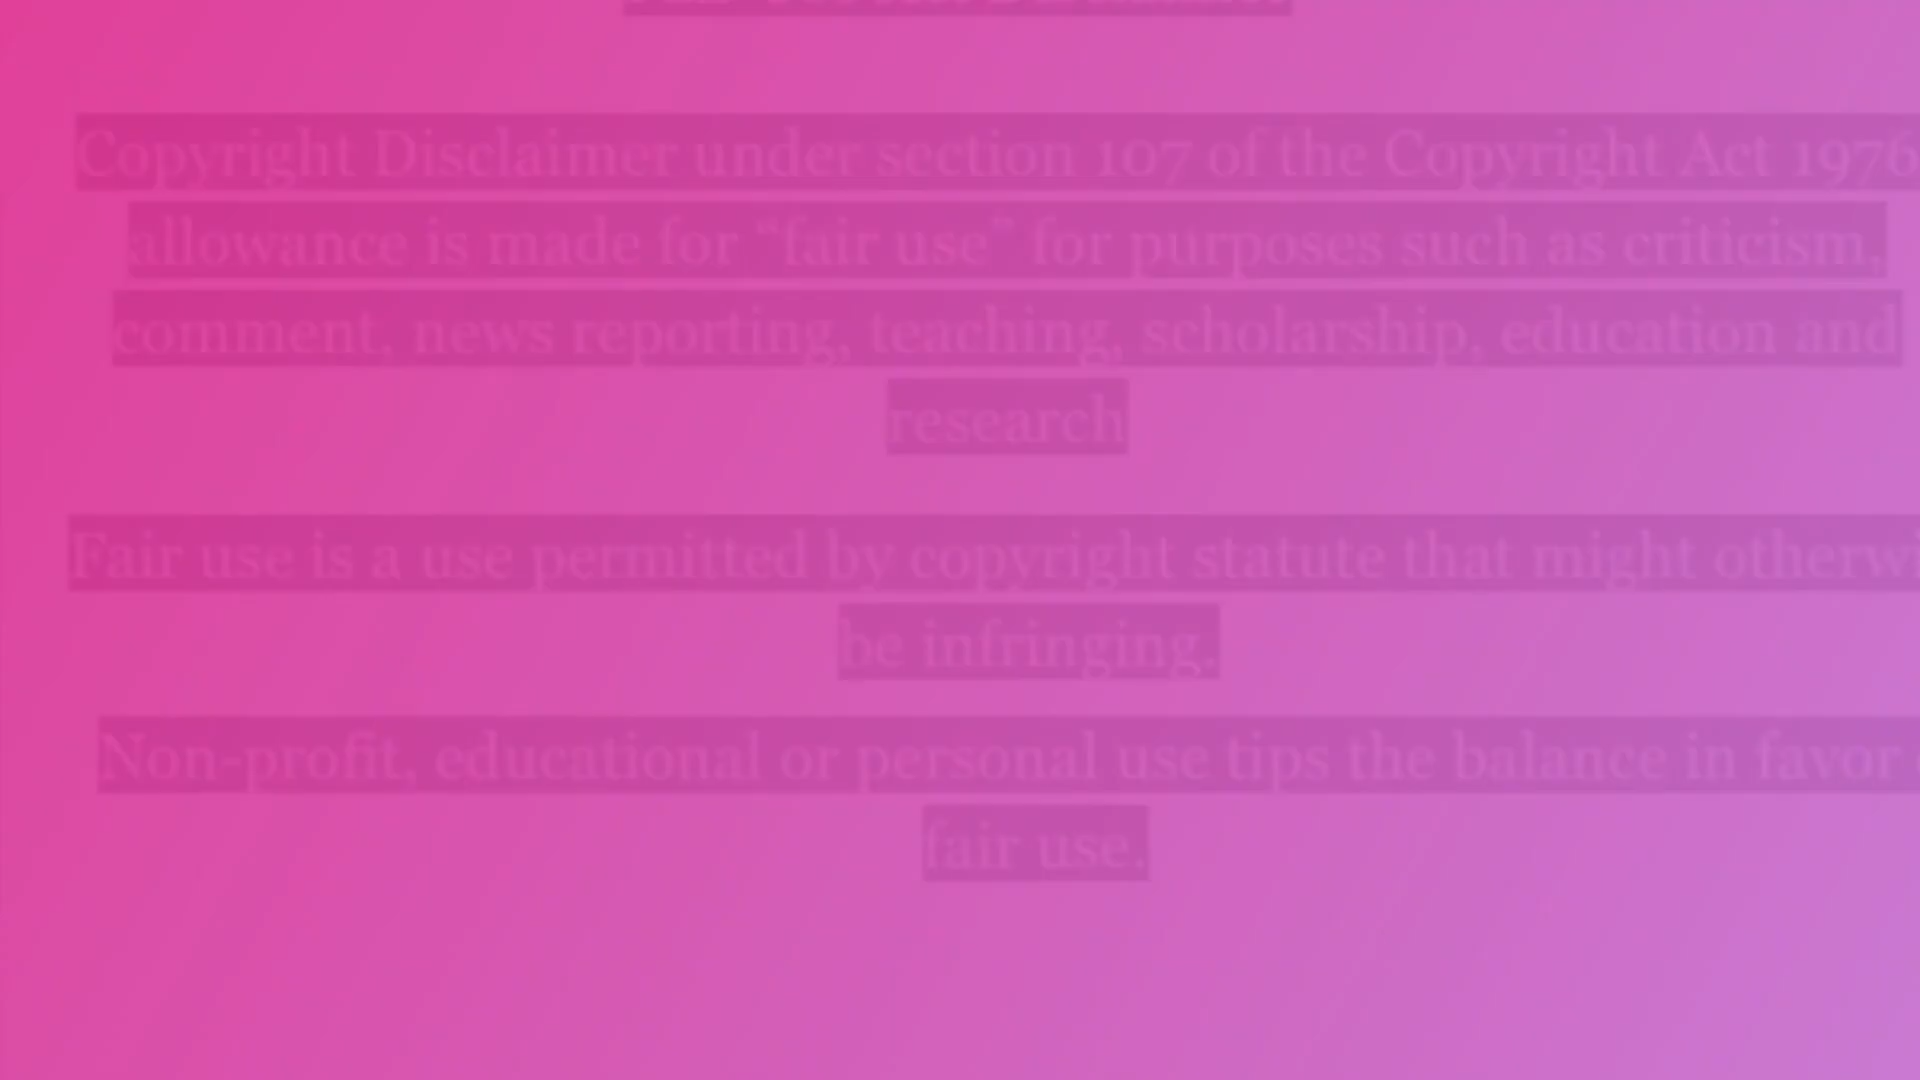 Copyright Disclaimer under section 107 of the Copyright Act 1976
allowance is made for "fair use" for purposes such as criticism,
comment, news reporting, teaching, scholarship, education and
research
Fair use is a use permitted by copyright statute that might otherwi
be infringing.
Non-profit, educational or personal use tips the balance in favor
fair use.